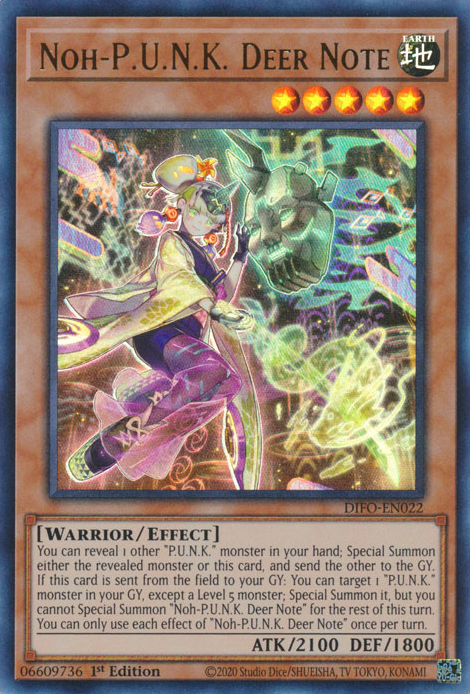 NOH-P.U.N.K. DEER NOTE
EARTH
地
DIFO-EN022
[WARRIOR/EFFECT]
You can reveal 1 other "P.U.N.K." monster in your hand; Special Summon
either the revealed monster or this card, and send the other to the GY.
If this card is sent from the field to your GY: You can target 1 "P.U.N.K."
monster in your GY, except a Level 5 monster; Special Summon it, but you
cannot Special Summon "Noh-P.U.N.K. Deer Note" for the rest of this turn.
You can only use each effect of "Noh-P.U.N.K. Deer Note" once per turn.
ATK/2100 DEF/1800
06609736 1st Edition ©2020 Studio Dice/SHUEISHA, TV TOKYO, KONAMI